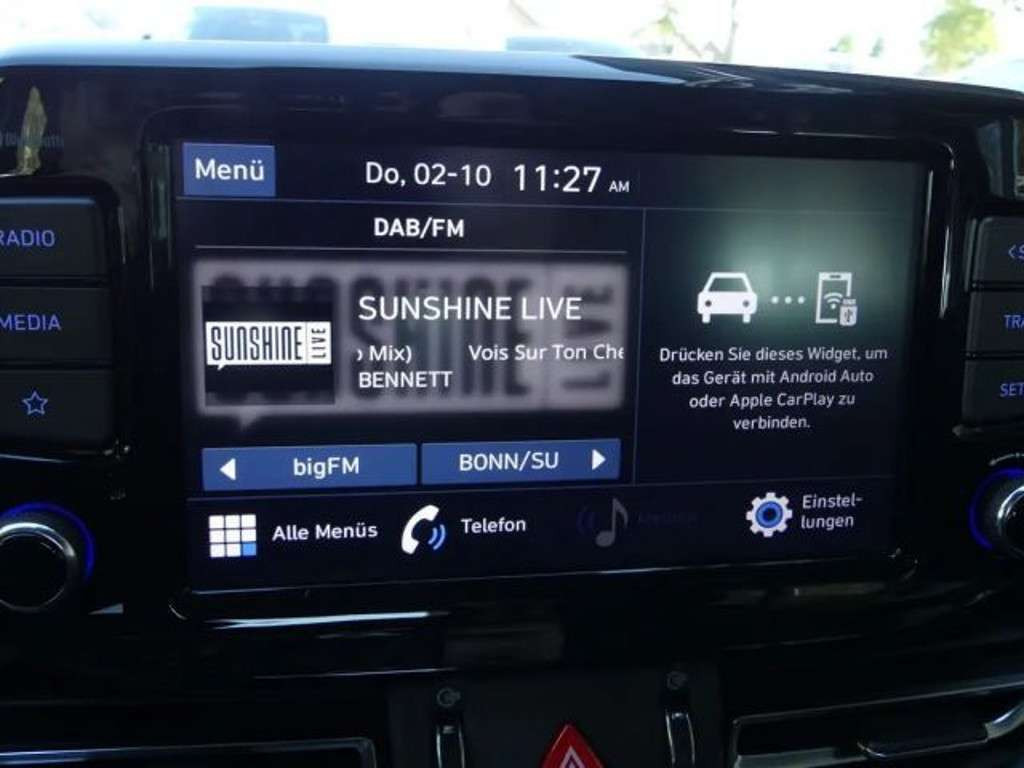 Menü
Do, 02-10 11:27 AM
DAB/FM
SUNSHINE LIVE
SUNSHINE LIVE
Mix) Vois Sur Ton Che
BENNETT
bigFM
BONN/SU
Drücken Sie dieses Widget, um
das Gerät mit Android Auto
oder Apple CarPlay zu
verbinden.
Alle Menüs
Telefon
Einstel-
lungen
RADIO
MEDIA
<S
TRA
SET